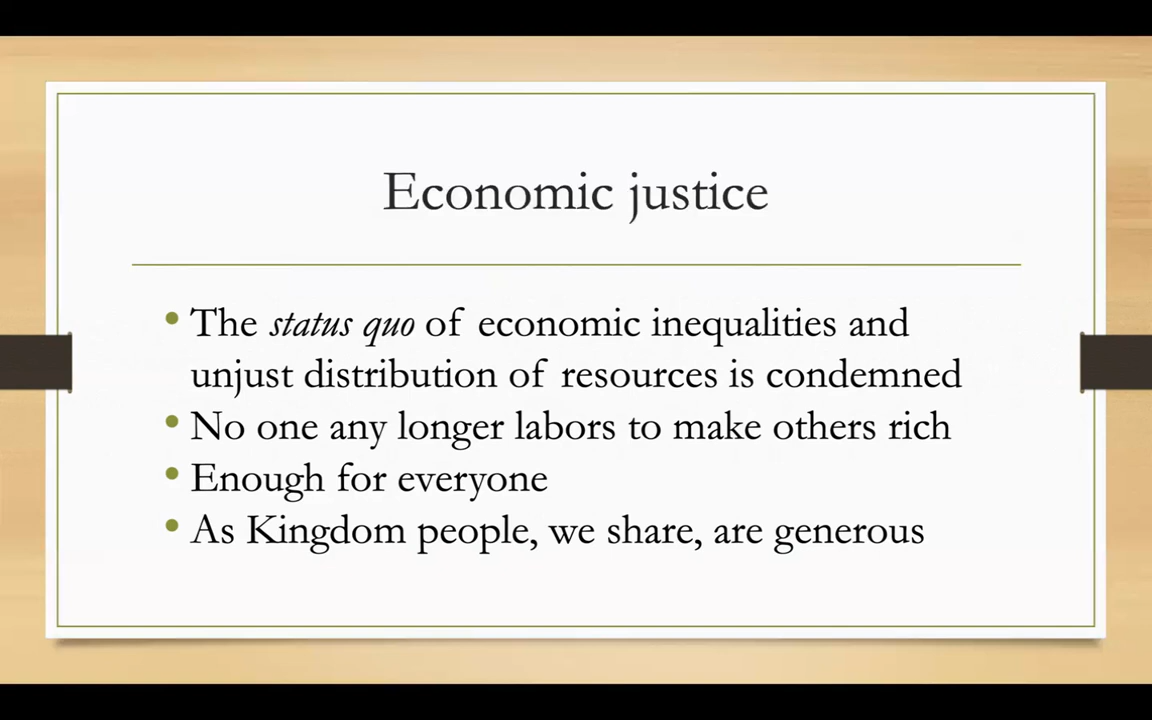 Economic justice
• The status quo of economic inequalities and
unjust distribution of resources is condemned
• No one any longer labors to make others rich
• Enough for everyone
• As Kingdom people, we share, are generous